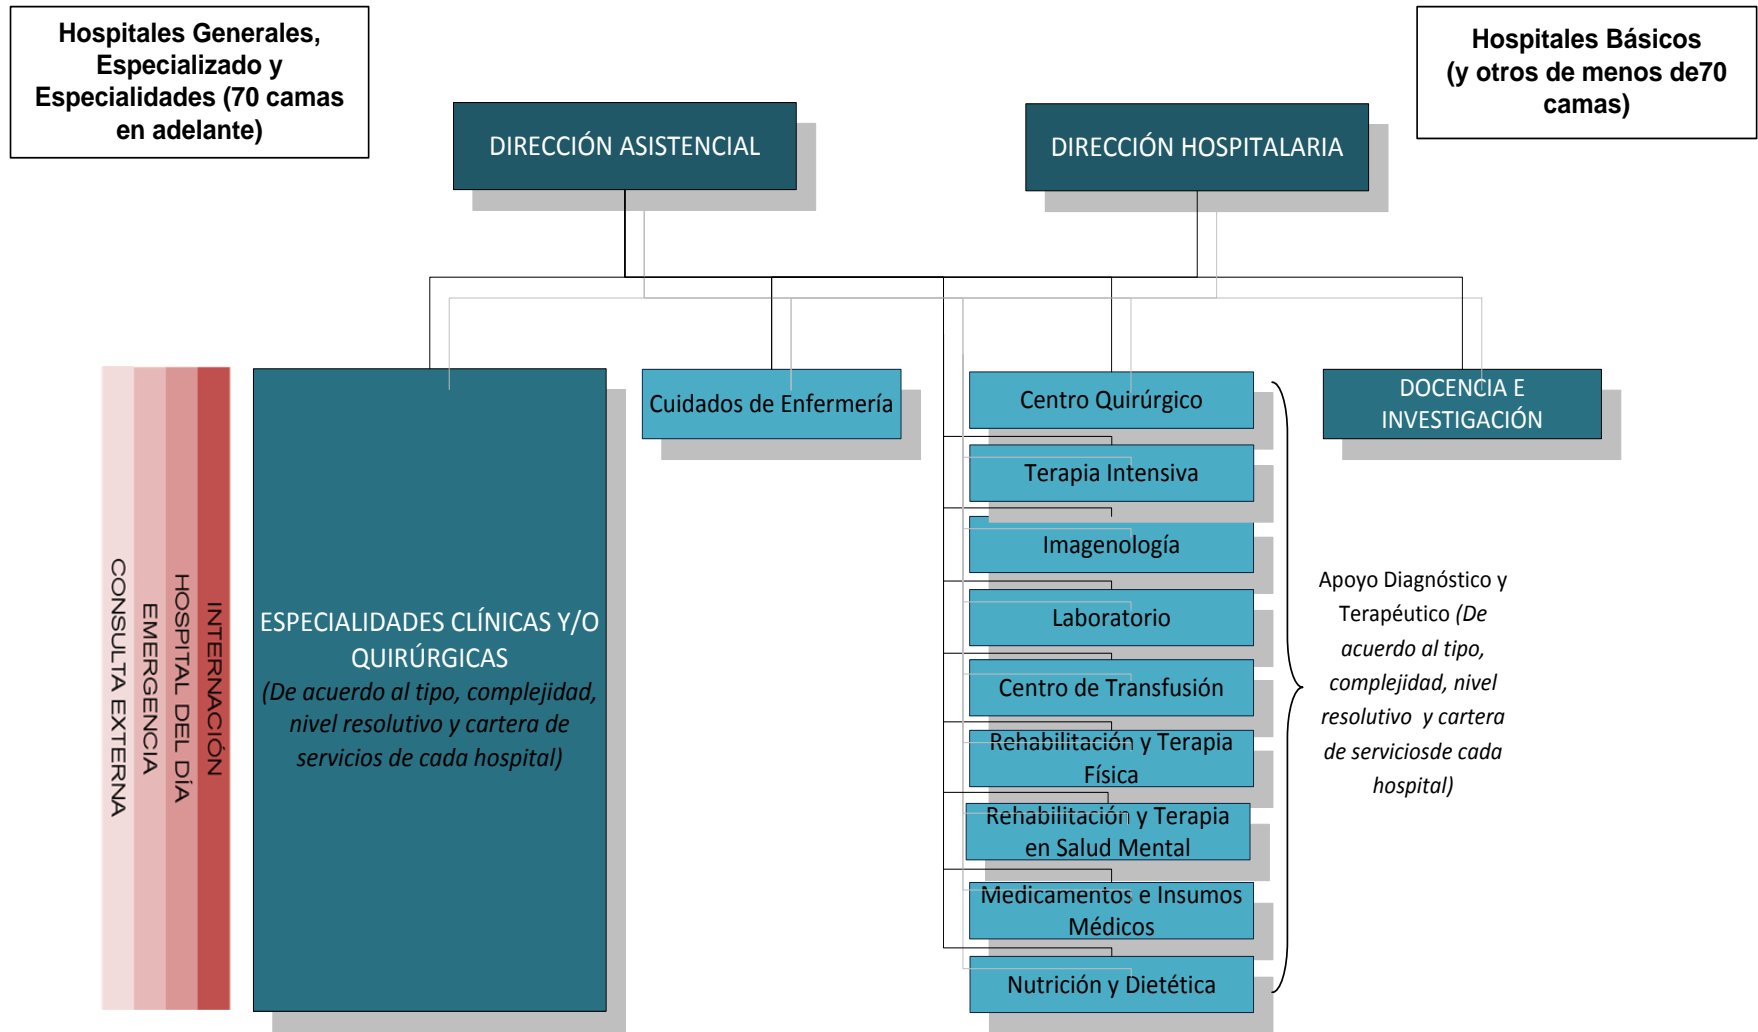 Hospitales Generales,
Especializado y
Especialidades (70 camas
en adelante)
Hospitales Básicos
(y otros de menos de70
camas)
DIRECCIÓN ASISTENCIAL
DIRECCIÓN HOSPITALARIA
CONSULTA EXTERNA
EMERGENCIA
HOSPITAL DEL DÍA
INTERNACIÓN
ESPECIALIDADES CLÍNICAS Y/O
QUIRÚRGICAS
(De acuerdo al tipo, complejidad,
nivel resolutivo y cartera de
servicios de cada hospital)
Cuidados de Enfermería
Centro Quirúrgico
Terapia Intensiva
Imagenología
Laboratorio
Centro de Transfusión
Rehabilitación y Terapia
Física
Rehabilitación y Terapia
en Salud Mental
Medicamentos e Insumos
Médicos
Nutrición y Dietética
Apoyo Diagnóstico y
Terapéutico (De
acuerdo al tipo,
complejidad, nivel
resolutivo  y cartera
de serviciosde cada
hospital)
DOCENCIA E
INVESTIGACIÓN